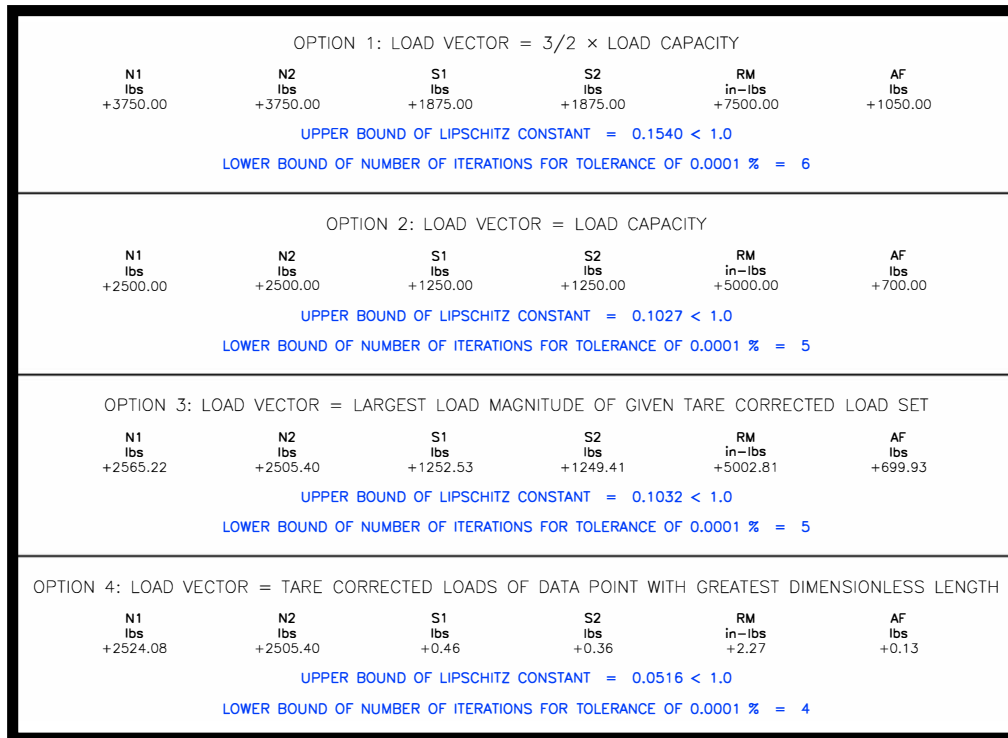 OPTION 1: LOAD VECTOR = 3/2 × LOAD CAPACITY
N1 N2 S1 S2 RM AF
lbs lbs lbs lbs in-lbs lbs
+3750.00 +3750.00 +1875.00 +1875.00 +7500.00 +1050.00
UPPER BOUND OF LIPSCHITZ CONSTANT = 0.1540 < 1.0
LOWER BOUND OF NUMBER OF ITERATIONS FOR TOLERANCE OF 0.0001 % = 6
OPTION 2: LOAD VECTOR = LOAD CAPACITY
N1 N2 S1 S2 RM AF
lbs lbs lbs lbs in-lbs lbs
+2500.00 +2500.00 +1250.00 +1250.00 +5000.00 +700.00
UPPER BOUND OF LIPSCHITZ CONSTANT = 0.1027 < 1.0
LOWER BOUND OF NUMBER OF ITERATIONS FOR TOLERANCE OF 0.0001 % = 5
OPTION 3: LOAD VECTOR = LARGEST LOAD MAGNITUDE OF GIVEN TARE CORRECTED LOAD SET
N1 N2 S1 S2 RM AF
lbs lbs lbs lbs in-lbs lbs
+2565.22 +2505.40 +1252.53 +1249.41 +5002.81 +699.93
UPPER BOUND OF LIPSCHITZ CONSTANT = 0.1032 < 1.0
LOWER BOUND OF NUMBER OF ITERATIONS FOR TOLERANCE OF 0.0001 % = 5
OPTION 4: LOAD VECTOR = TARE CORRECTED LOADS OF DATA POINT WITH GREATEST DIMENSIONLESS LENGTH
N1 N2 S1 S2 RM AF
lbs lbs lbs lbs in-lbs lbs
+2524.08 +2505.40 +0.46 +0.36 +2.27 +0.13
UPPER BOUND OF LIPSCHITZ CONSTANT = 0.0516 < 1.0
LOWER BOUND OF NUMBER OF ITERATIONS FOR TOLERANCE OF 0.0001 % = 4